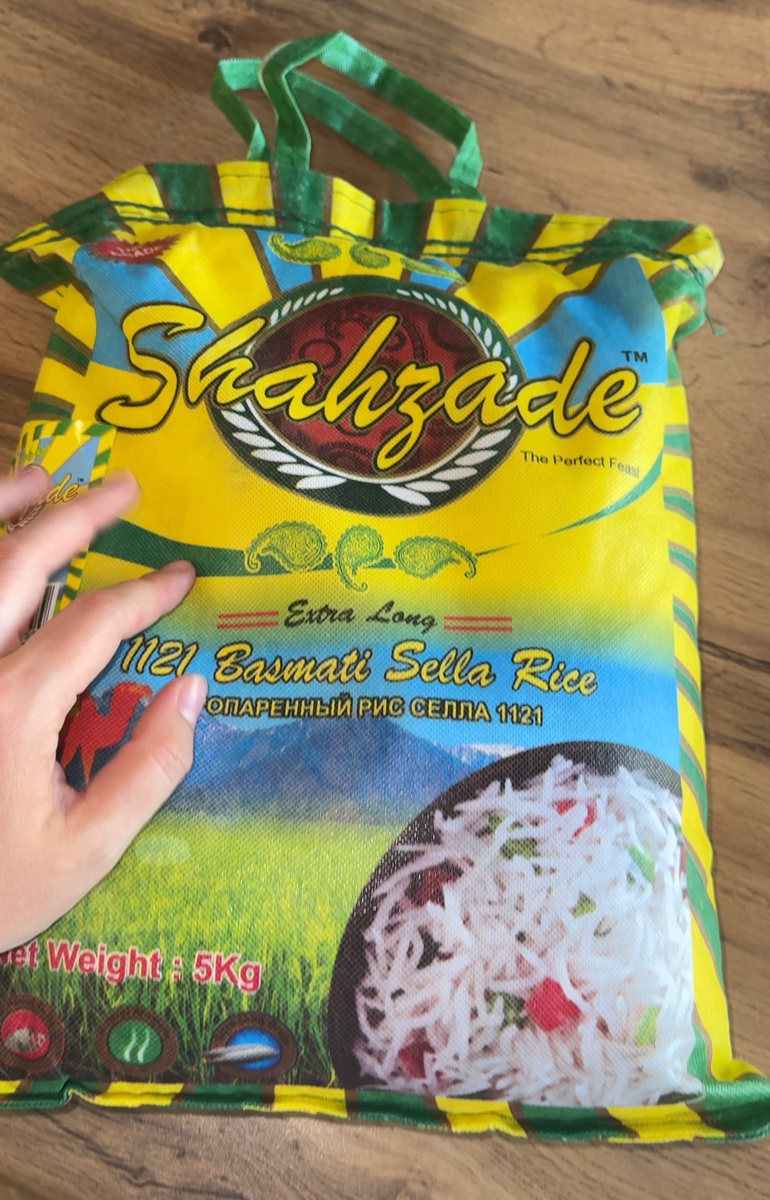 Shahzade™
The Perfect Feast
Extra Long
1121 Basmati Sella Rice
ОПАРЕННЫЙ РИС СЕЛЛА 1121
Weight : 5Kg